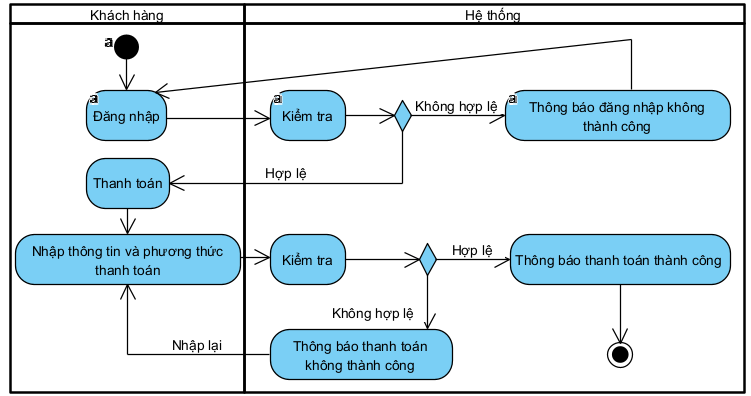 Khách hàng
Hệ thống
a
a
a
a
Đăng nhập
Kiểm tra
Không hợp lệ
Thông báo đăng nhập không
thành công
Hợp lệ
Thanh toán
Nhập thông tin và phương thức
thanh toán
Kiểm tra
Hợp lệ
Thông báo thanh toán thành công
Không hợp lệ
Nhập lại
Thông báo thanh toán
không thành công